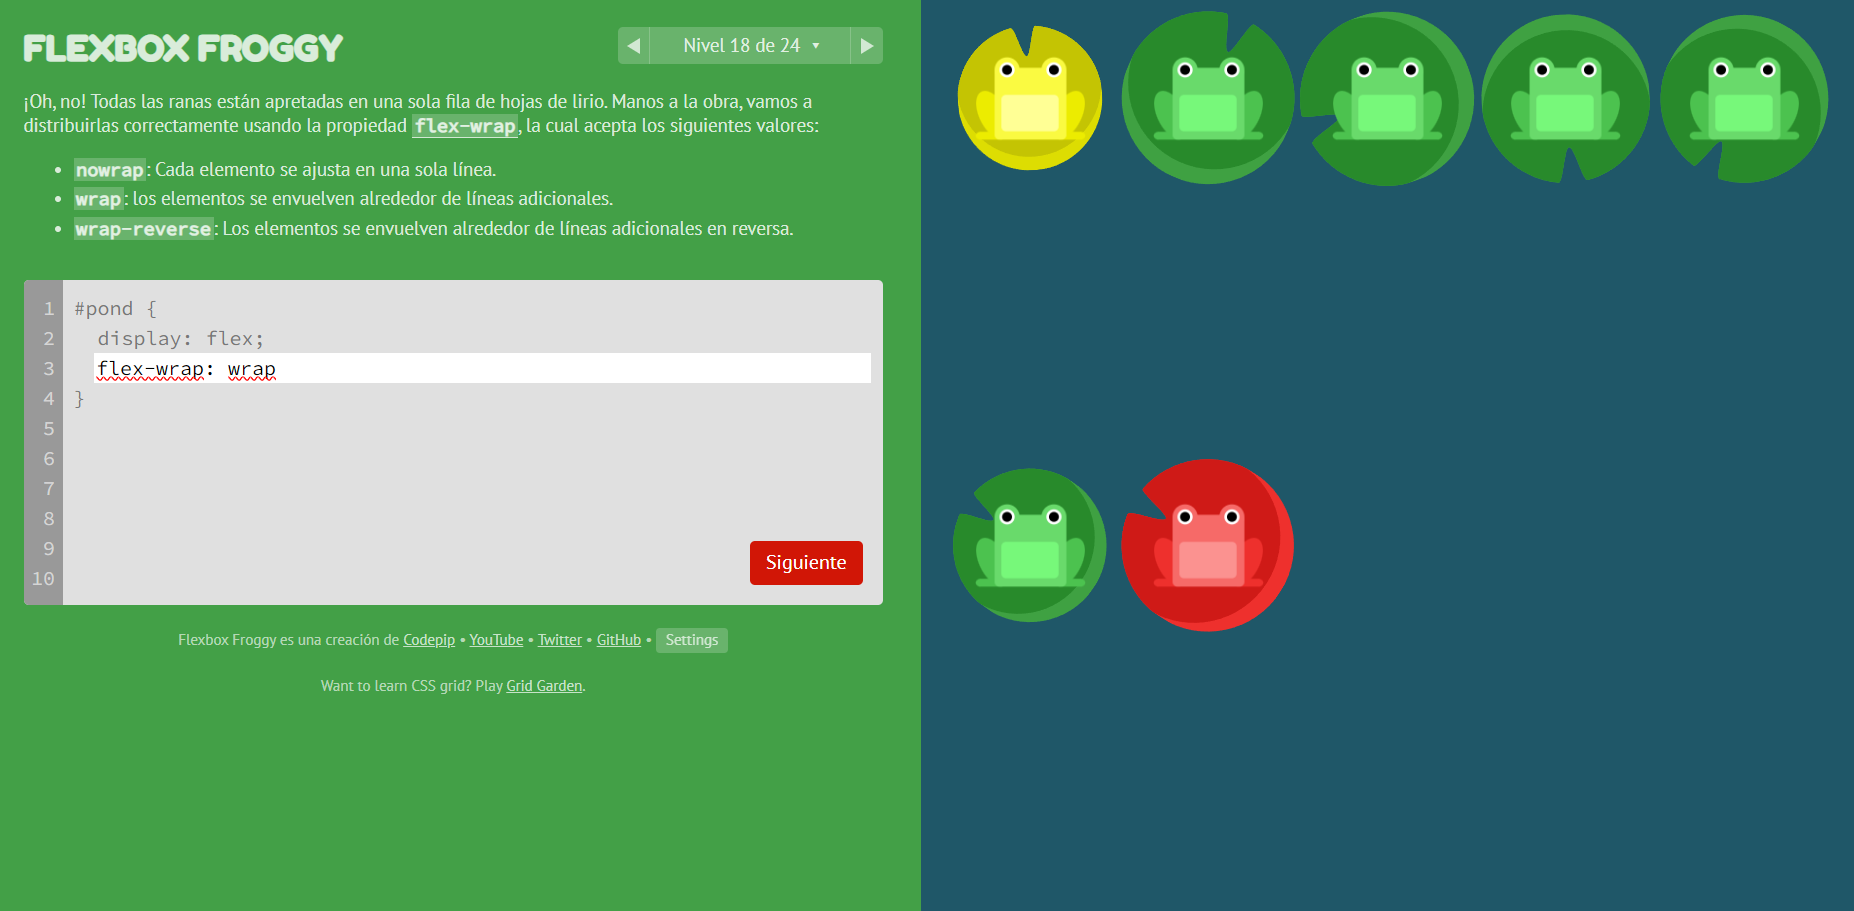 FLEXBOX FROGGY
◀ Nivel 18 de 24 ▾ ▶
¡Oh, no! Todas las ranas están apretadas en una sola fila de hojas de lirio. Manos a la obra, vamos a
distribuirlas correctamente usando la propiedad flex-wrap, la cual acepta los siguientes valores:
• nowrap: Cada elemento se ajusta en una sola línea.
• wrap: los elementos se envuelven alrededor de líneas adicionales.
• wrap-reverse: Los elementos se envuelven alrededor de líneas adicionales en reversa.
1 #pond {
2 display: flex;
3 flex-wrap: wrap
4 }
5
6
7
8
9
10
Siguiente
Flexbox Froggy es una creación de Codepip • YouTube • Twitter • GitHub • Settings
Want to learn CSS grid? Play Grid Garden.